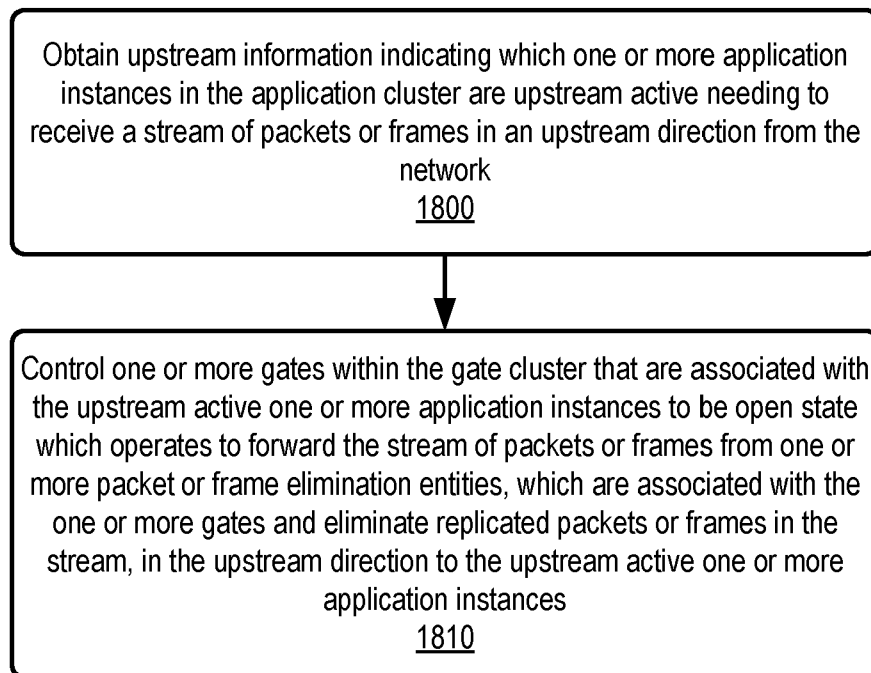 Obtain upstream information indicating which one or more application
instances in the application cluster are upstream active needing to
receive a stream of packets or frames in an upstream direction from the
network
1800
Control one or more gates within the gate cluster that are associated with
the upstream active one or more application instances to be open state
which operates to forward the stream of packets or frames from one or
more packet or frame elimination entities, which are associated with the
one or more gates and eliminate replicated packets or frames in the
stream, in the upstream direction to the upstream active one or more
application instances
1810